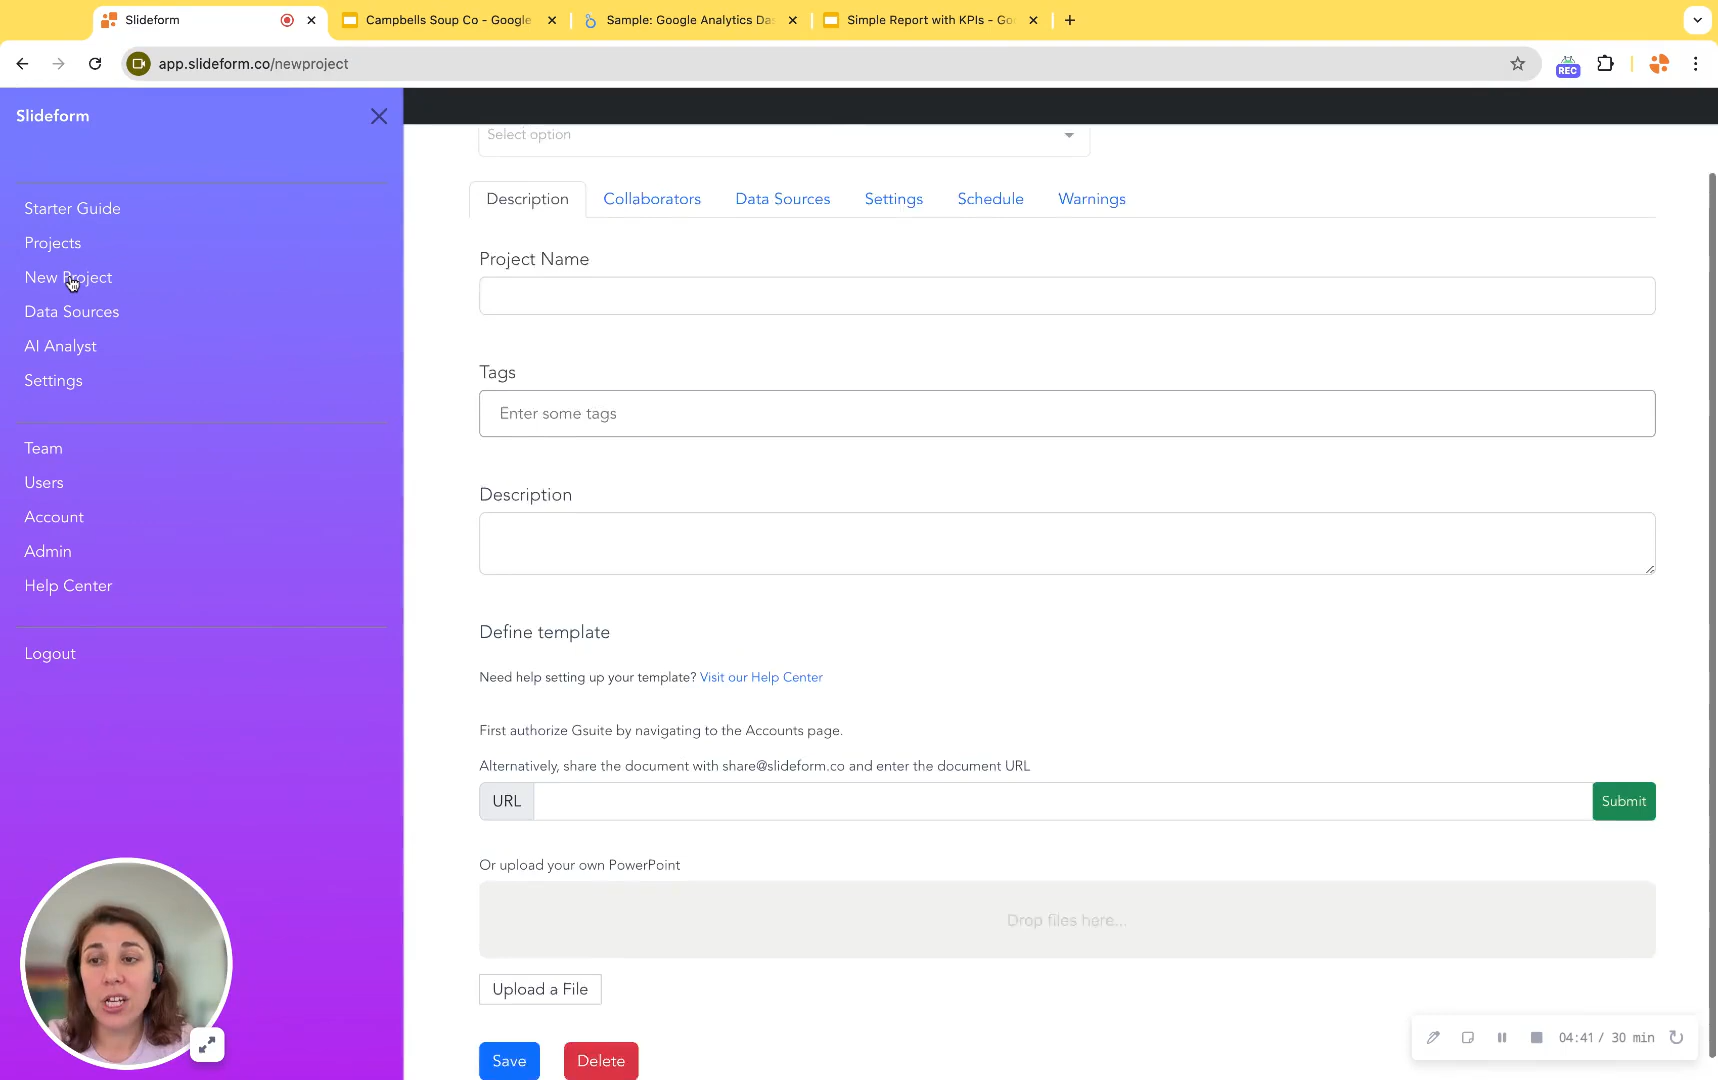 Slideform
Campbells Soup Co - Google
Sample: Google Analytics Da
Simple Report with KPIs - Go
app.slideform.co/newproject
REC
Slideform
Starter Guide
Projects
New Project
Data Sources
AI Analyst
Settings
Team
Users
Account
Admin
Help Center
Logout
Select option
Description
Collaborators
Data Sources
Settings
Schedule
Warnings
Project Name
Tags
Enter some tags
Description
Define template
Need help setting up your template? Visit our Help Center
First authorize Gsuite by navigating to the Accounts page.
Alternatively, share the document with share@slideform.co and enter the document URL
URL
Submit
Or upload your own PowerPoint
Drop files here...
Upload a File
Save
Delete
04:41 / 30 min